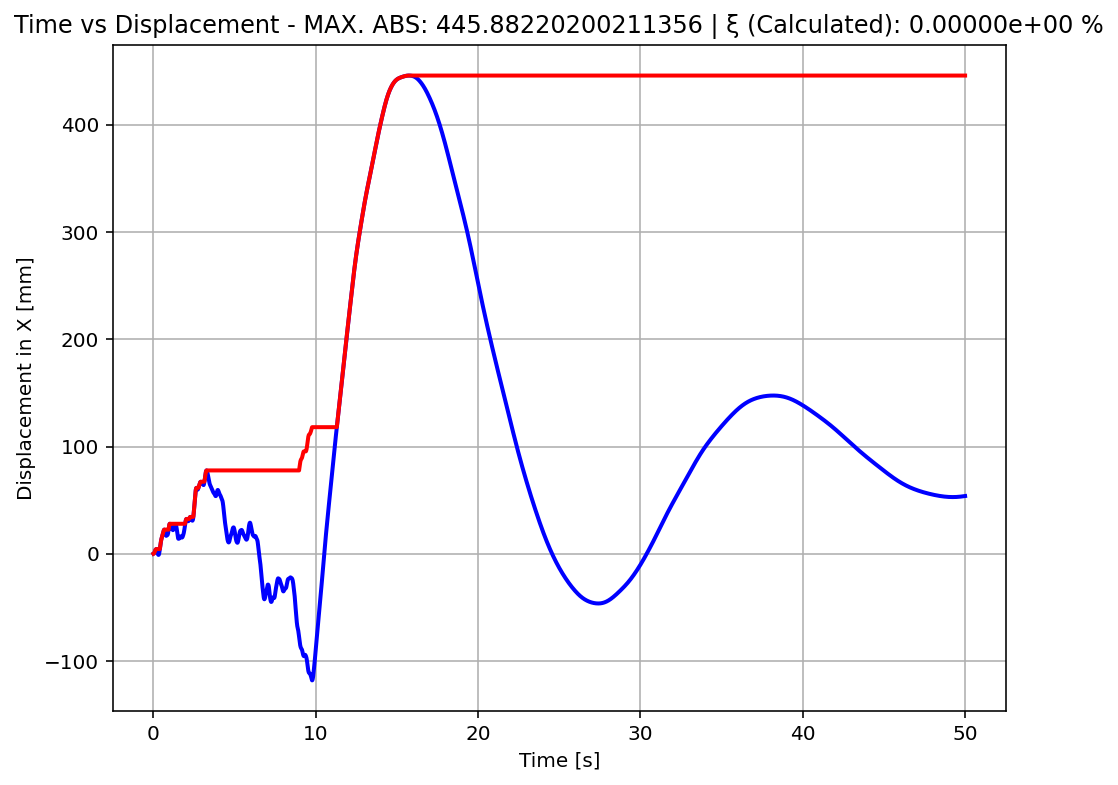 Time vs Displacement - MAX. ABS: 445.88220200211356 | ξ (Calculated): 0.00000e+00 %
Displacement in X [mm]
400
300
200
100
0
−100
0 10 20 30 40 50
Time [s]